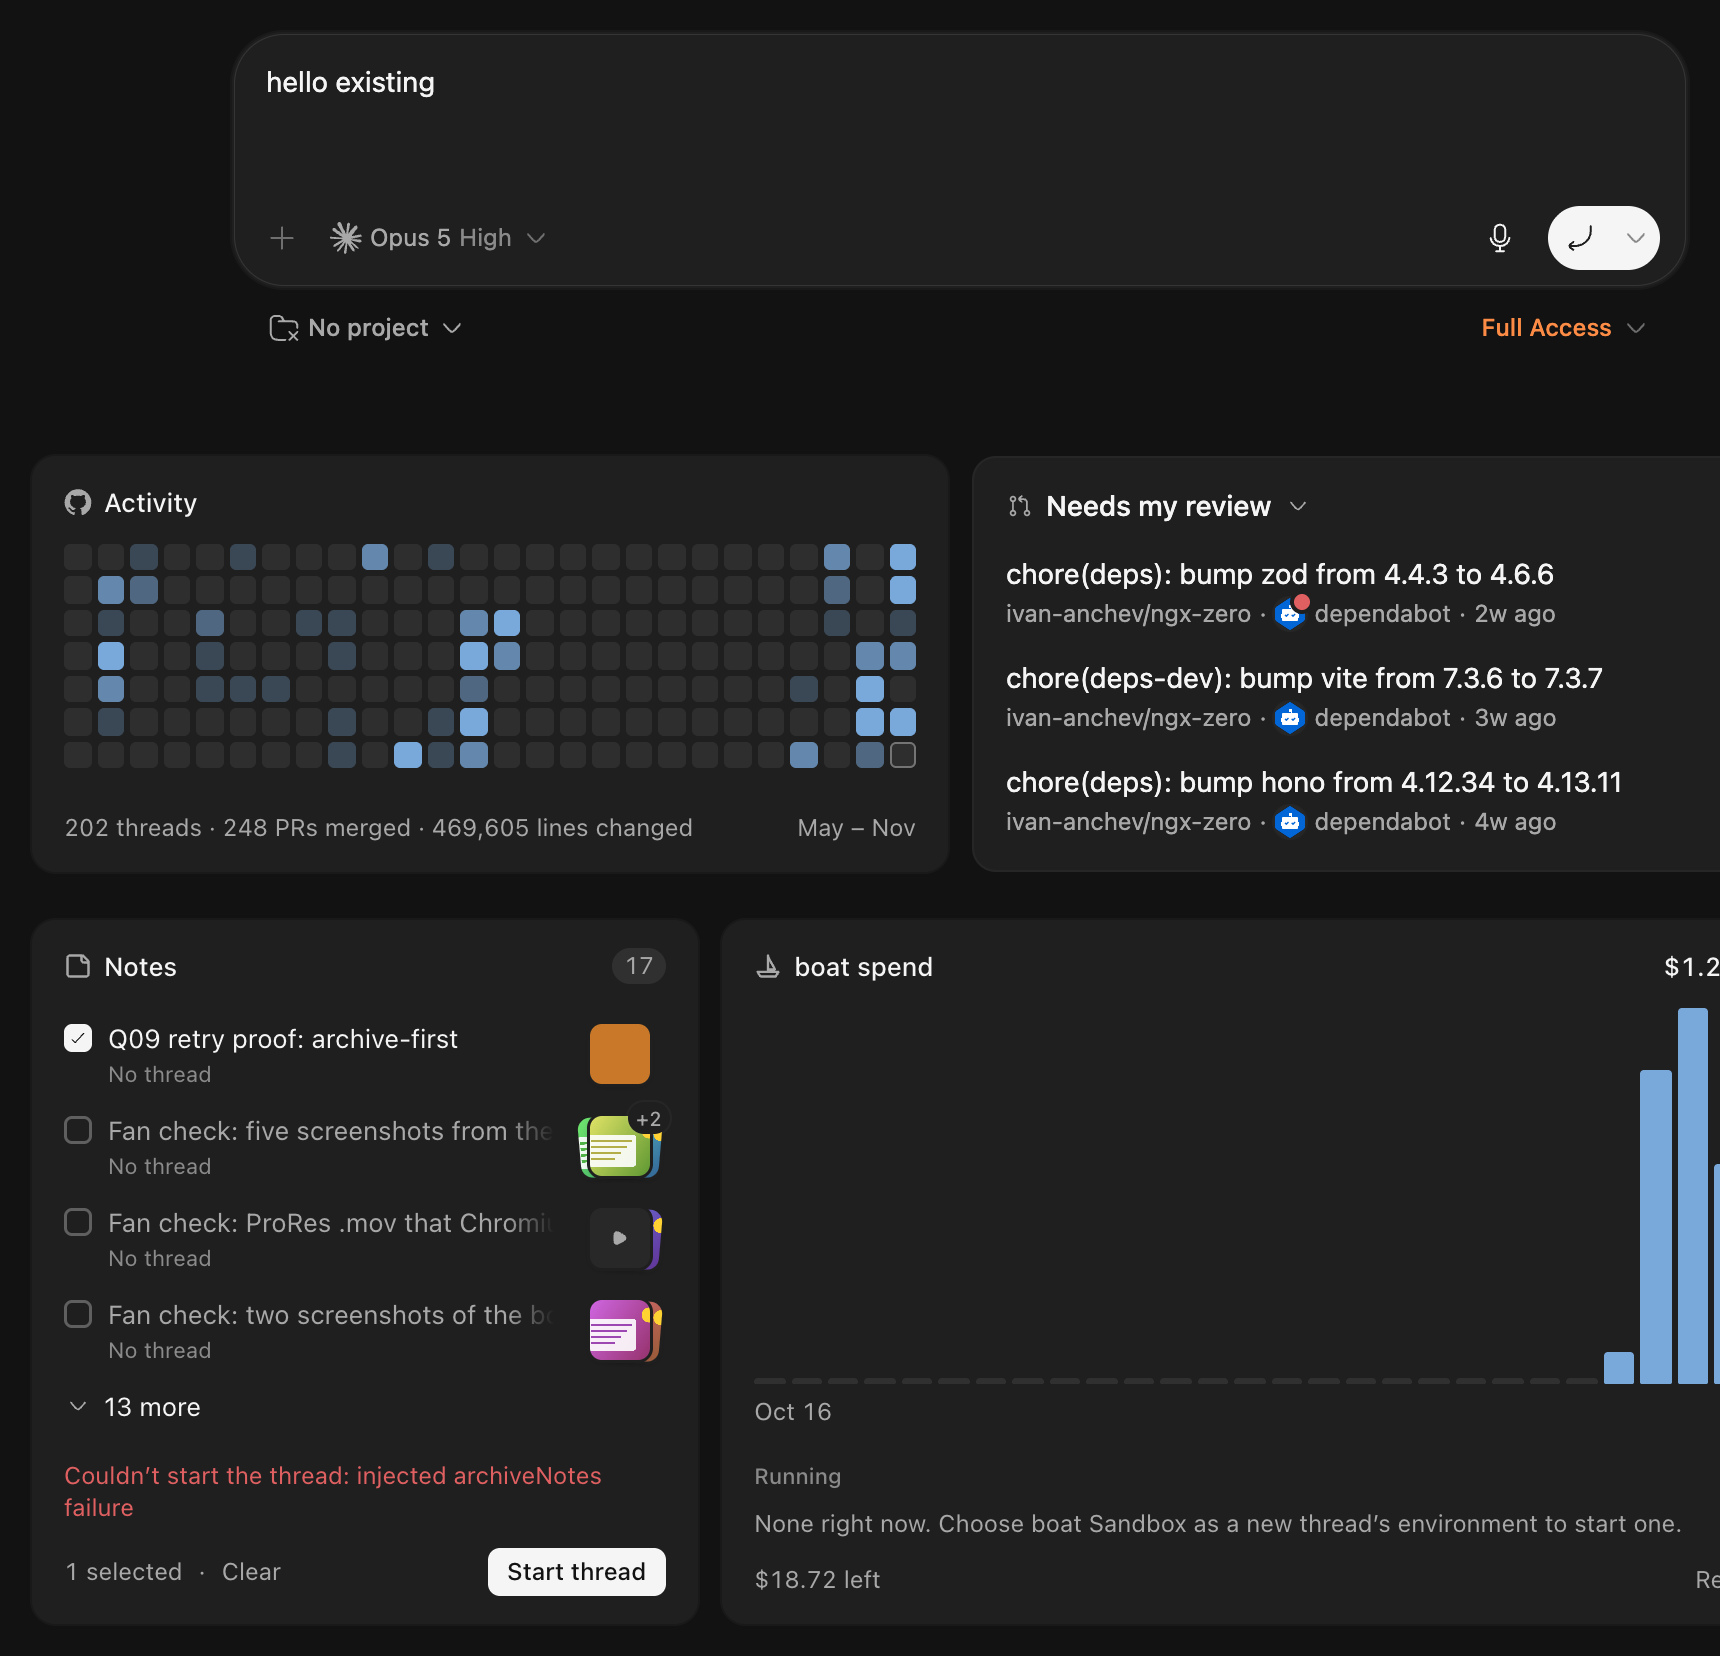 hello existing
Opus 5 High
No project
Full Access
Activity
202 threads · 248 PRs merged · 469,605 lines changed
May – Nov
Needs my review
chore(deps): bump zod from 4.4.3 to 4.6.6
ivan-anchev/ngx-zero · dependabot · 2w ago
chore(deps-dev): bump vite from 7.3.6 to 7.3.7
ivan-anchev/ngx-zero · dependabot · 3w ago
chore(deps): bump hono from 4.12.34 to 4.13.11
ivan-anchev/ngx-zero · dependabot · 4w ago
Notes
17
Q09 retry proof: archive-first
No thread
Fan check: five screenshots from the
+2
No thread
Fan check: ProRes .mov that
No thread
Fan check: two screenshots of the
No thread
13 more
Couldn’t start the thread: injected archiveNotes
failure
1 selected · Clear
Start thread
boat spend
$1.2
Oct 16
Running
None right now. Choose boat Sandbox as a new thread’s environment to start one.
$18.72 left